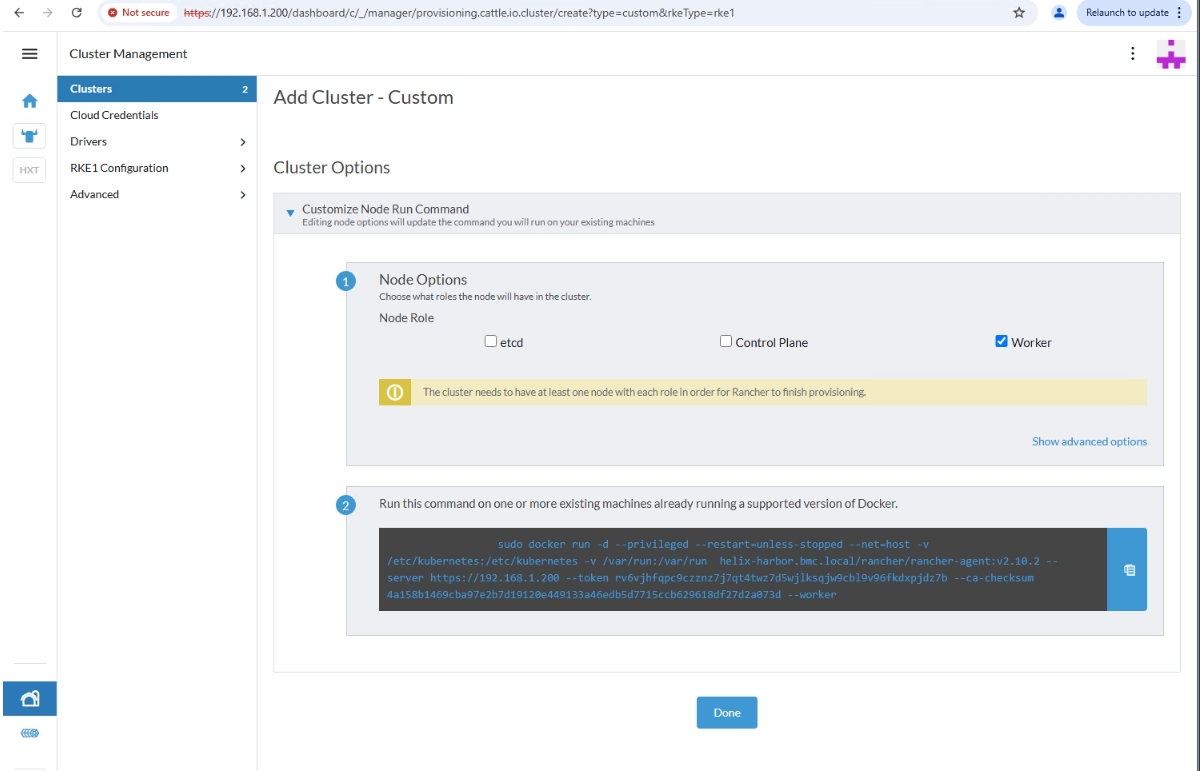 Not secure
https://192.168.1.200/dashboard/c/_/manager/provisioning.cattle.io.cluster/create?type=custom&rkeType=rke1
Relaunch to update
Cluster Management
Clusters 2
Cloud Credentials
Drivers
RKE1 Configuration
Advanced
HXT
Add Cluster - Custom
Cluster Options
Customize Node Run Command
Editing node options will update the command you will run on your existing machines
1
Node Options
Choose what roles the node will have in the cluster.
Node Role
etcd Control Plane Worker
The cluster needs to have at least one node with each role in order for Rancher to finish provisioning.
Show advanced options
2
Run this command on one or more existing machines already running a supported version of Docker.
sudo docker run -d --privileged --restart=unless-stopped --net=host -v
/etc/kubernetes:/etc/kubernetes -v /var/run:/var/run helix-harbor.bmc.local/rancher/rancher-agent:v2.10.2 --
server https://192.168.1.200 --token rv6vjhfqpc9czznz7j7qt4twz7d5wjlksqjw9cbl9v96fkdxpjdz7b --ca-checksum
4a158b1469cba97e2b7d19120e449133a46edb5d7715ccb629618df27d2a073d --worker
Done